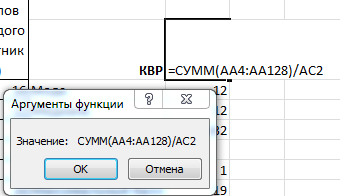 лов
дого
тник
КВР =СУММ(AA4:AA128)/AC2
16 12
Аргументы функции
12
32
Значение: СУММ(AA4:AA128)/AC2
OK Отмена
1
19